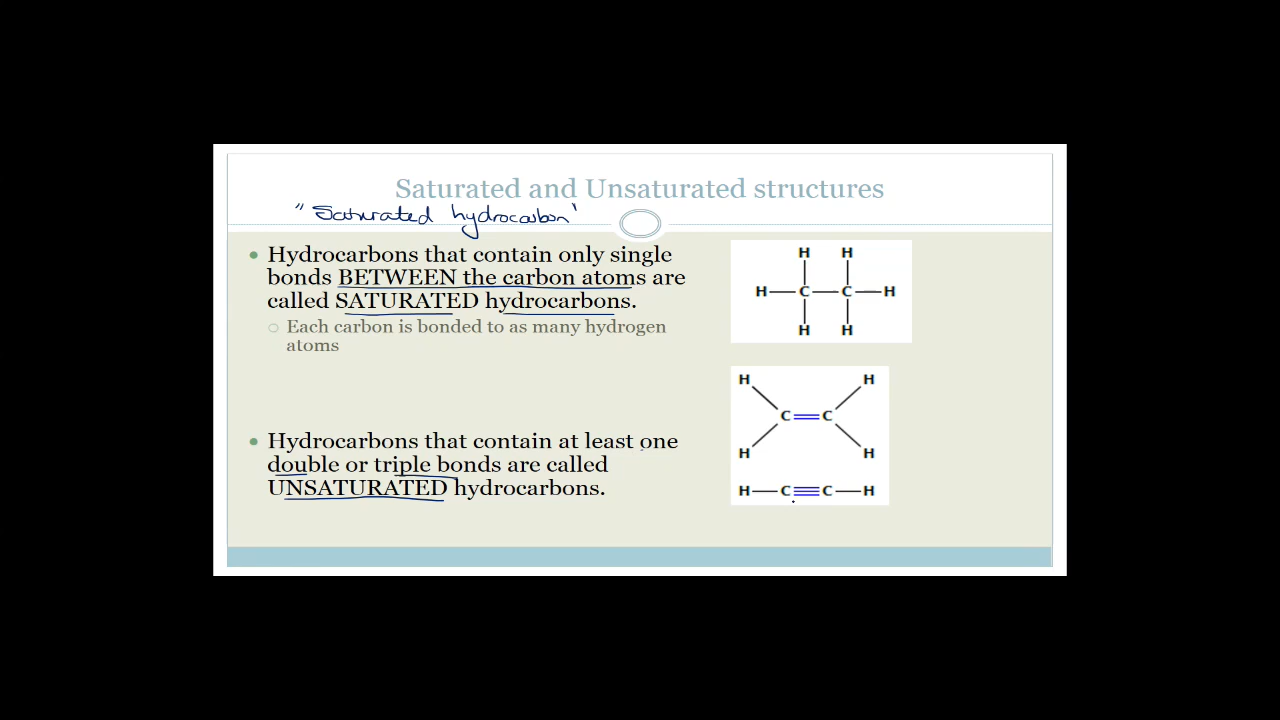 Saturated and Unsaturated structures
"Saturated hydrocarbon"
Hydrocarbons that contain only single
bonds BETWEEN the carbon atoms are
called SATURATED hydrocarbons.
Each carbon is bonded to as many hydrogen
atoms
Hydrocarbons that contain at least one
double or triple bonds are called
UNSATURATED hydrocarbons.
H H
H C C H
H H
H H
C C
H H
H C C H